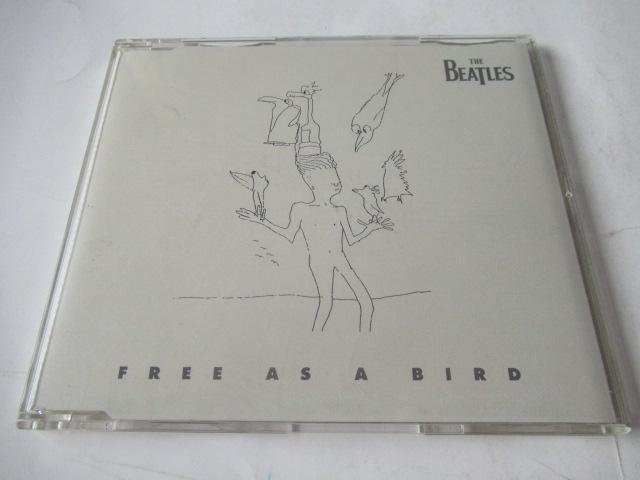 THE
BEATLES
FREE AS A BIRD